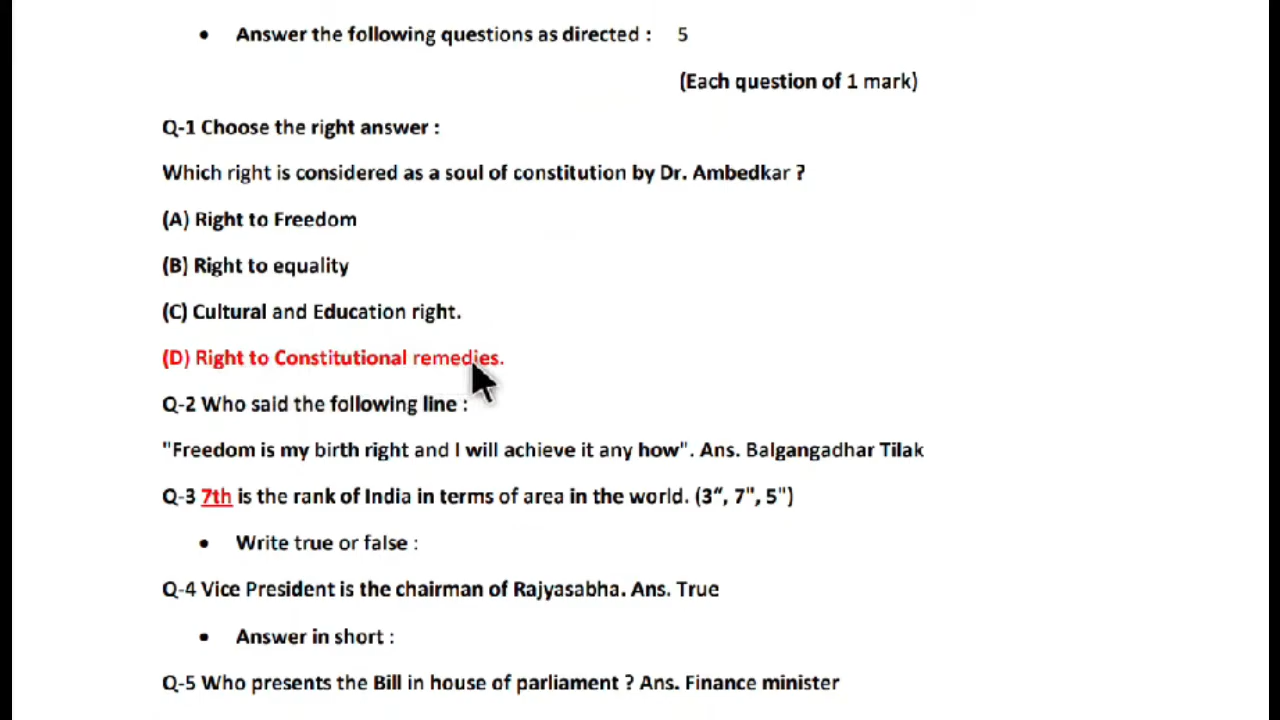 • Answer the following questions as directed : 5
(Each question of 1 mark)
Q-1 Choose the right answer :
Which right is considered as a soul of constitution by Dr. Ambedkar ?
(A) Right to Freedom
(B) Right to equality
(C) Cultural and Education right.
(D) Right to Constitutional remedies.
Q-2 Who said the following line :
"Freedom is my birth right and I will achieve it any how". Ans. Balgangadhar Tilak
Q-3 7th is the rank of India in terms of area in the world. (3“, 7", 5")
• Write true or false :
Q-4 Vice President is the chairman of Rajyasabha. Ans. True
• Answer in short :
Q-5 Who presents the Bill in house of parliament ? Ans. Finance minister